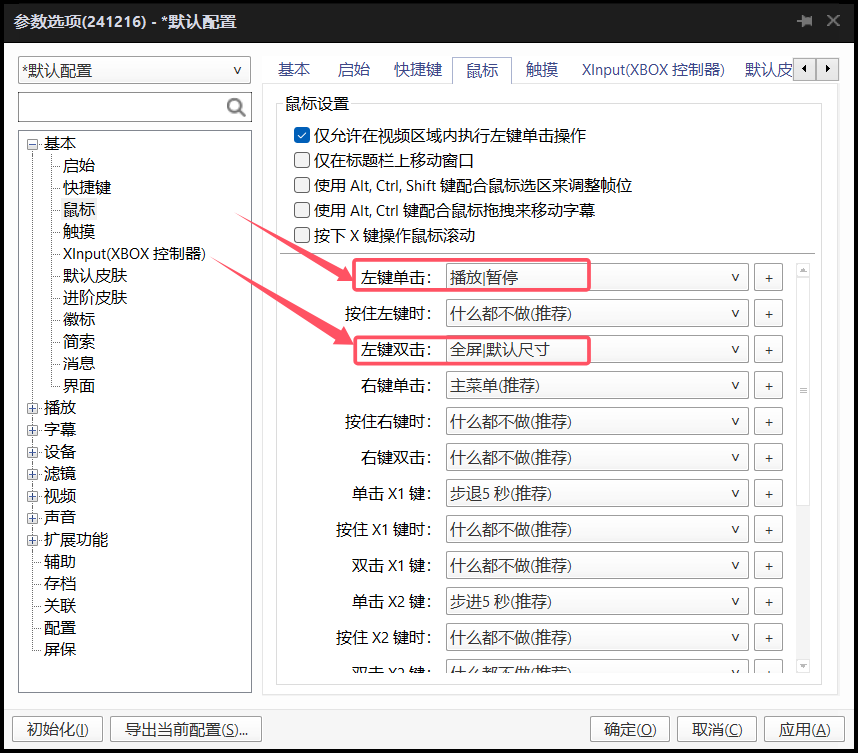 参数选项(241216) - *默认配置
*默认配置
基本
启始
快捷键
鼠标
触摸
XInput(XBOX 控制器)
默认皮肤
进阶皮肤
徽标
简索
消息
界面
播放
字幕
设备
滤镜
视频
声音
扩展功能
辅助
存档
关联
配置
屏保
基本 启始 快捷键 鼠标 触摸 XInput(XBOX 控制器) 默认皮
鼠标设置
仅允许在视频区域内执行左键单击操作
仅在标题栏上移动窗口
使用 Alt, Ctrl, Shift 键配合鼠标选区来调整帧位
使用 Alt, Ctrl 键配合鼠标拖拽来移动字幕
按下 X 键操作鼠标滚动
左键单击: 播放|暂停 +
按住左键时: 什么都不做(推荐) +
左键双击: 全屏|默认尺寸 +
右键单击: 主菜单(推荐) +
按住右键时: 什么都不做(推荐) +
右键双击: 什么都不做(推荐) +
单击 X1 键: 步退5 秒(推荐) +
按住 X1 键时: 什么都不做(推荐) +
双击 X1 键: 什么都不做(推荐) +
单击 X2 键: 步进5 秒(推荐) +
按住 X2 键时: 什么都不做(推荐) +
双击 X2 键: 什么都不做(推荐)
初始化(I) 导出当前配置(S)... 确定(O) 取消(C) 应用(A)